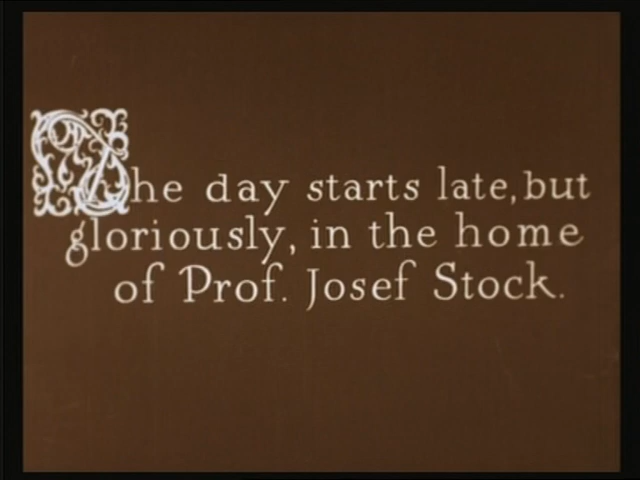 The day starts late, but
gloriously, in the home
of Prof. Josef Stock.